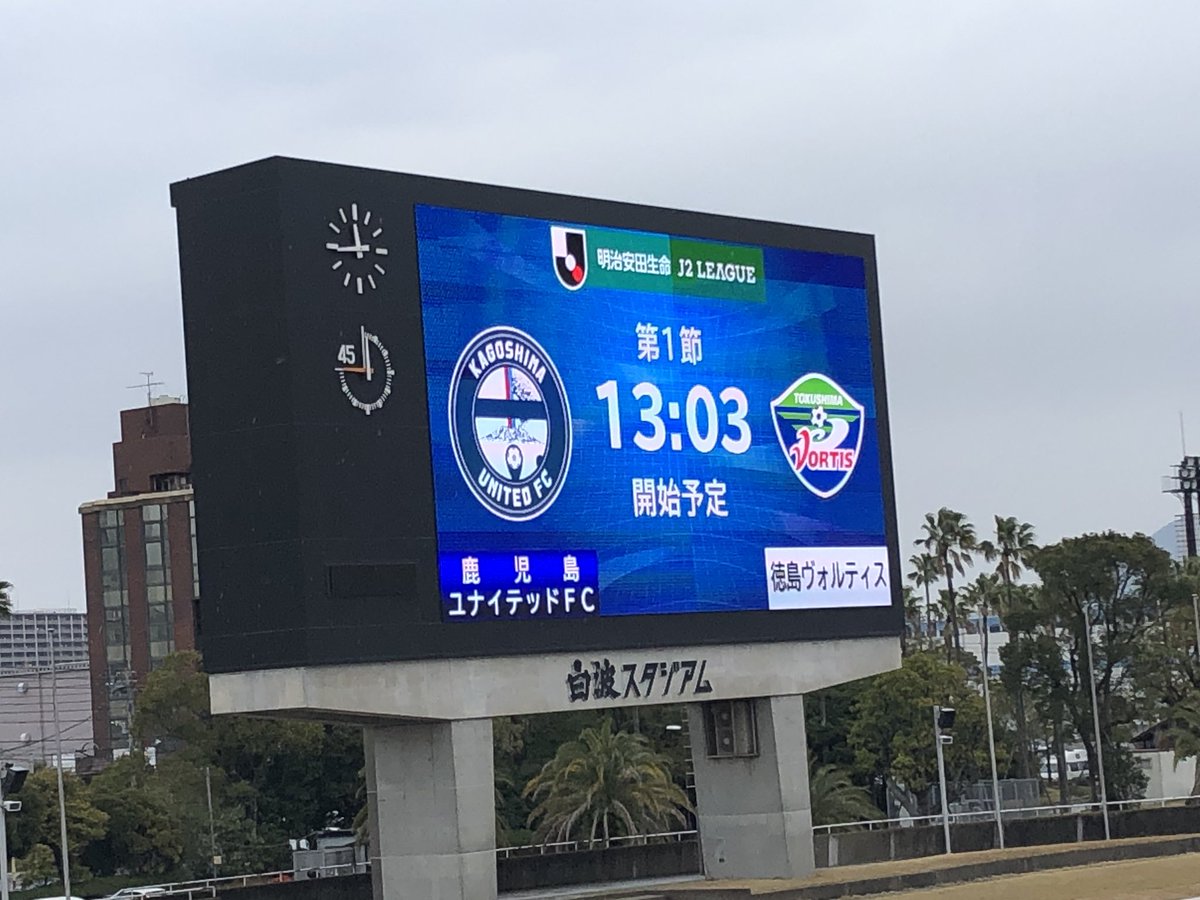 明治安田生命 J2 LEAGUE
第1節
13:03
開始予定
KAGOSHIMA
UNITED FC
TOKUSHIMA
VORTIS
鹿児島
ユナイテッドFC
徳島ヴォルティス
45
白波スタジアム